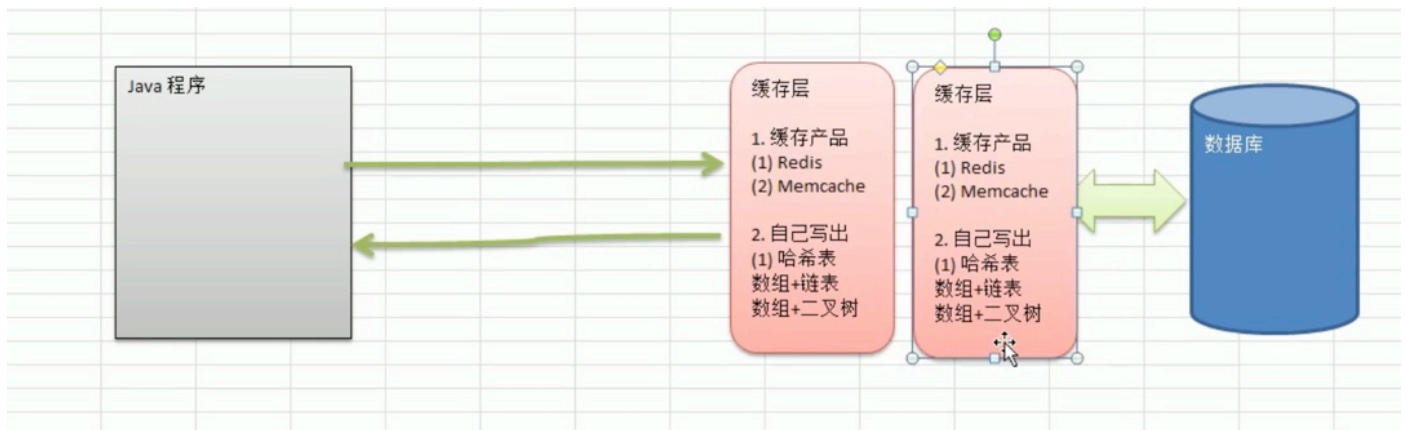 Java 程序
缓存层
1. 缓存产品
(1) Redis
(2) Memcache
2. 自己写出
(1) 哈希表
数组+链表
数组+二叉树
缓存层
1. 缓存产品
(1) Redis
(2) Memcache
2. 自己写出
(1) 哈希表
数组+链表
数组+二叉树
数据库